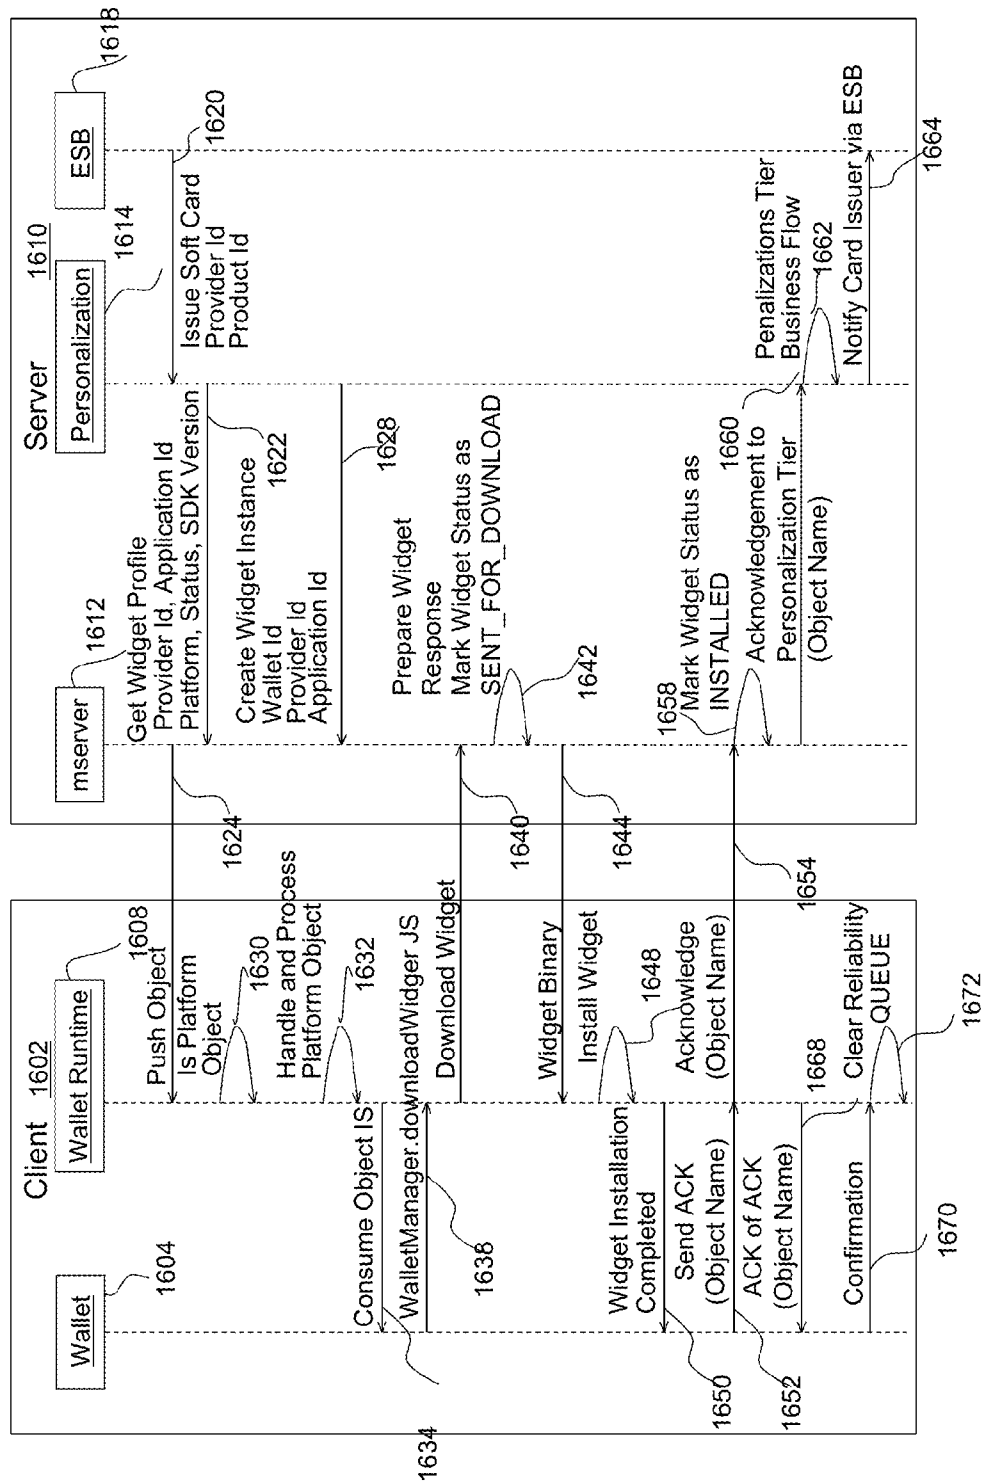 Client 1602
Server 1610
Wallet
1604
Wallet Runtime
1608
mserver
1612
Personalization
1614
ESB
1618
Issue Soft Card
Provider Id
Product Id
1620
Get Widget Profile
Provider Id, Application Id
Platform, Status, SDK Version
1622
Push Object
1624
Is Platform
Object
1630
Create Widget Instance
Wallet Id
Provider Id
Application Id
1628
Handle and Process
Platform Object
1632
Consume Object IS
1634
WalletManager.downloadWidger JS
1638
Download Widget
1640
Prepare Widget
Response
Mark Widget Status as
SENT_FOR_DOWNLOAD
1642
Widget Binary
1644
Install Widget
1648
Widget Installation
Completed
1650
Send ACK
(Object Name)
1652
Acknowledge
(Object Name)
1654
Mark Widget Status as
INSTALLED
1658
Acknowledgement to
Personalization Tier
(Object Name)
1660
Penalizations Tier
Business Flow
1662
Notify Card Issuer via ESB
1664
ACK of ACK
(Object Name)
1668
Confirmation
1670
Clear Reliability
QUEUE
1672